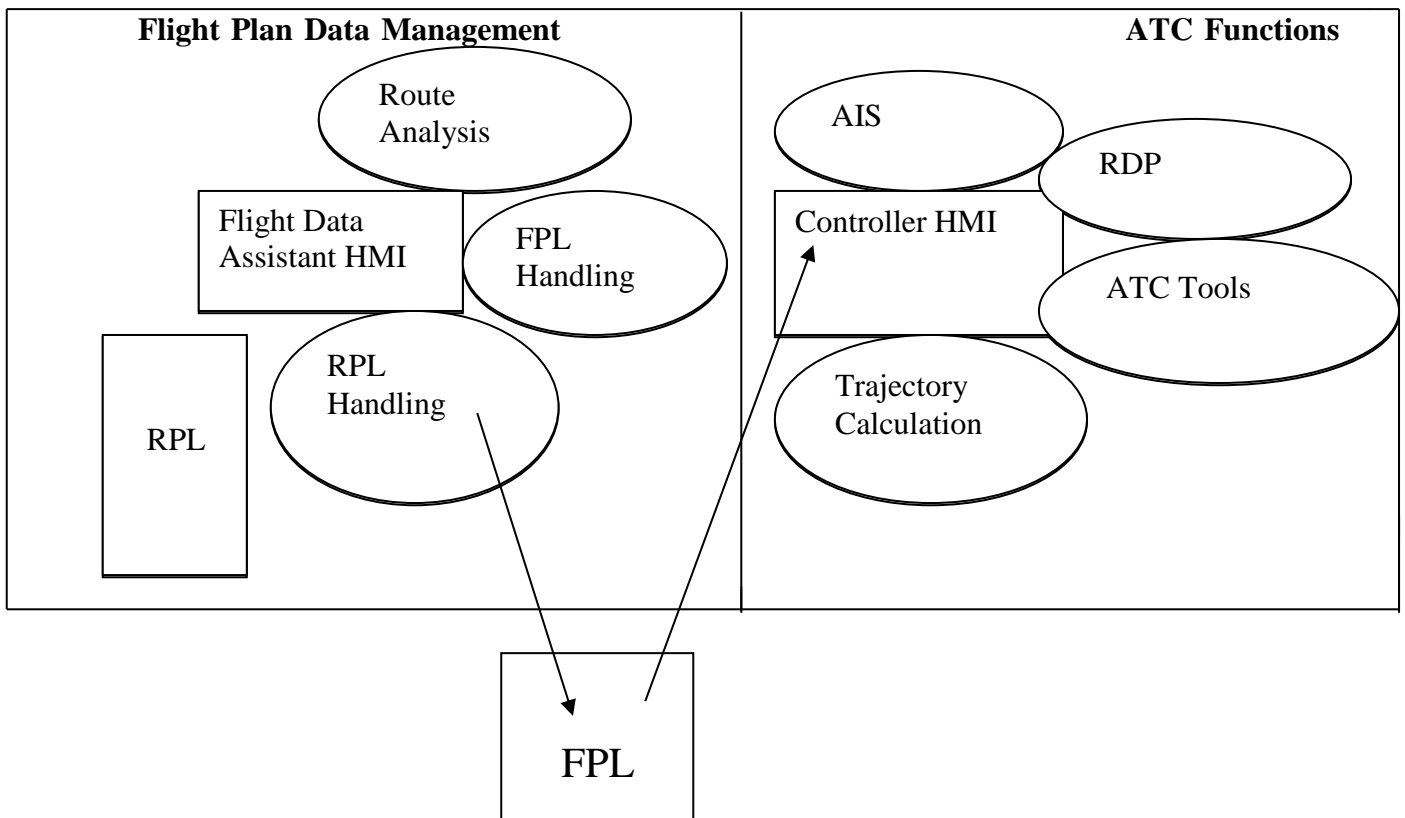 Flight Plan Data Management
ATC Functions
Route
Analysis
AIS
RDP
Flight Data
Assistant HMI
FPL
Handling
Controller HMI
ATC Tools
RPL
Handling
Trajectory
Calculation
RPL
FPL